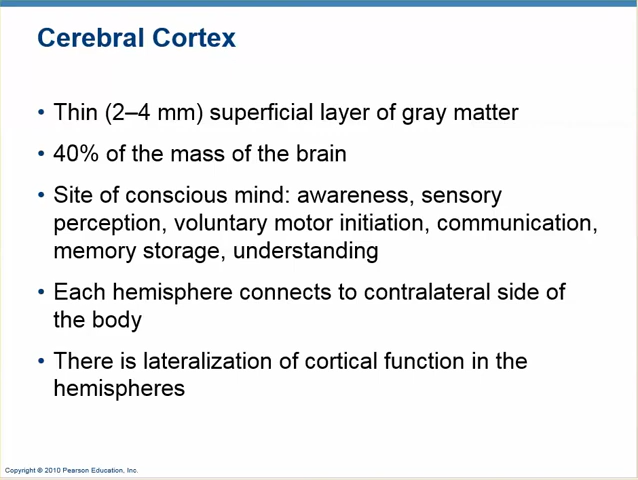 Cerebral Cortex
• Thin (2–4 mm) superficial layer of gray matter
• 40% of the mass of the brain
• Site of conscious mind: awareness, sensory
perception, voluntary motor initiation, communication,
memory storage, understanding
• Each hemisphere connects to contralateral side of
the body
• There is lateralization of cortical function in the
hemispheres
Copyright © 2010 Pearson Education, Inc.